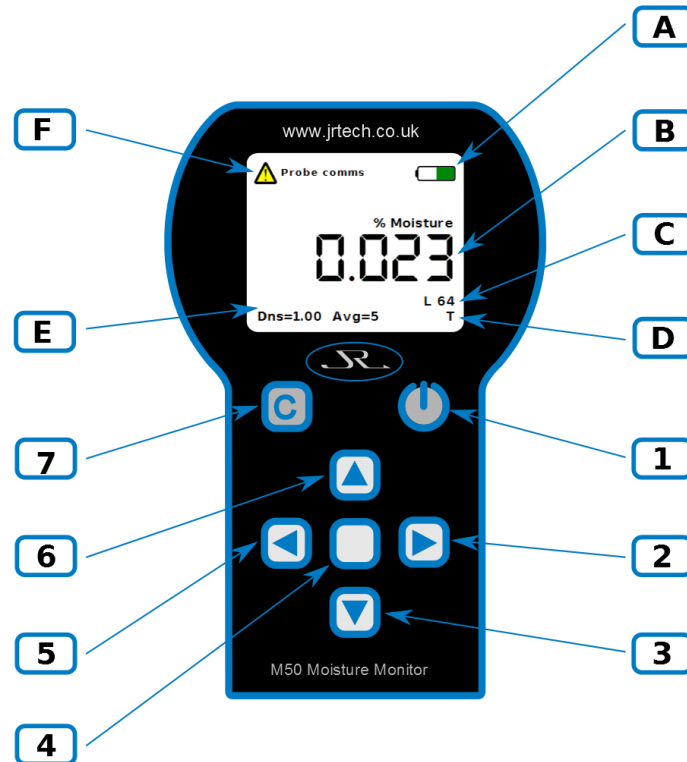 A
F
www.jrtech.co.uk
B
Probe comms
% Moisture
0.023
C
L 64
E
Dns=1.00 Avg=5
T
D
JR
C
7
1
6
2
5
3
M50 Moisture Monitor
4